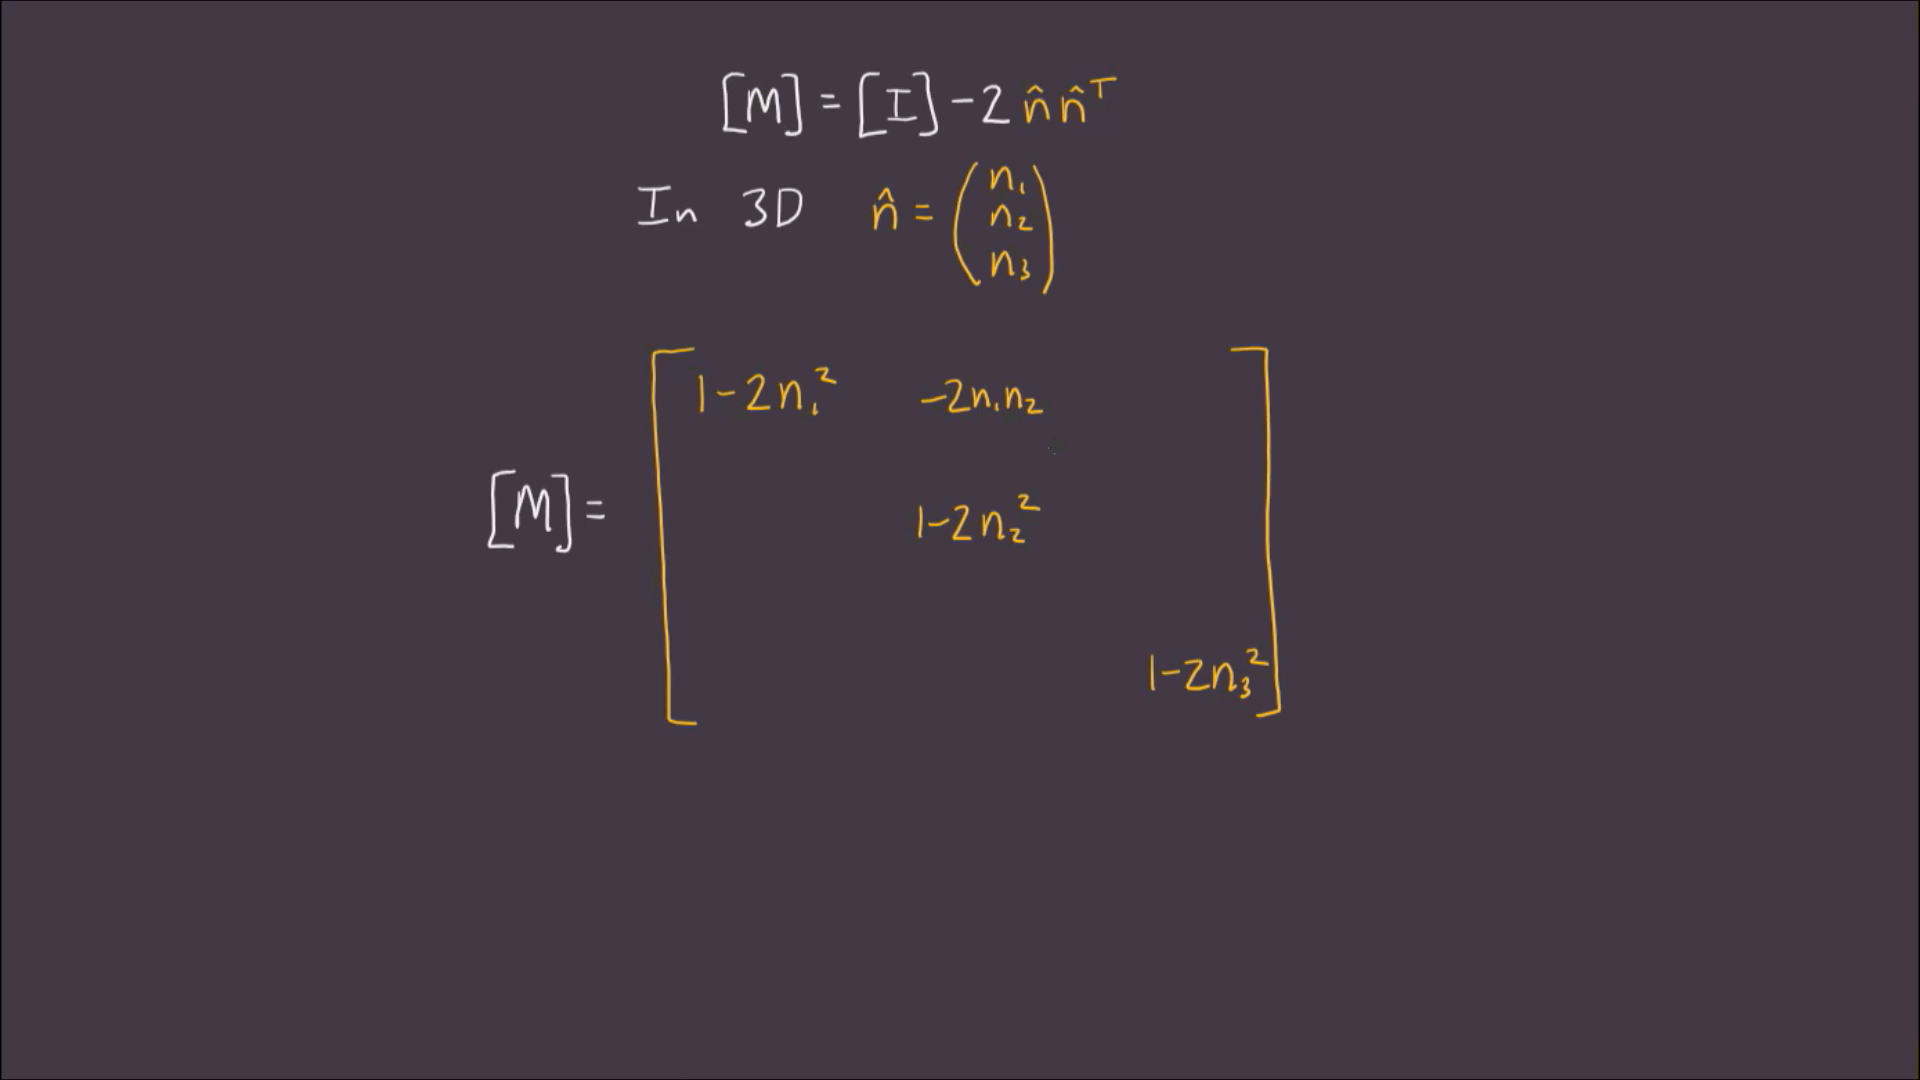 [M] = [I] - 2 n̂ n̂ᵀ
In 3D n̂ = (n₁ n₂ n₃)
1-2n₁² -2n₁n₂
[M] = 1-2n₂²
1-2n₃²